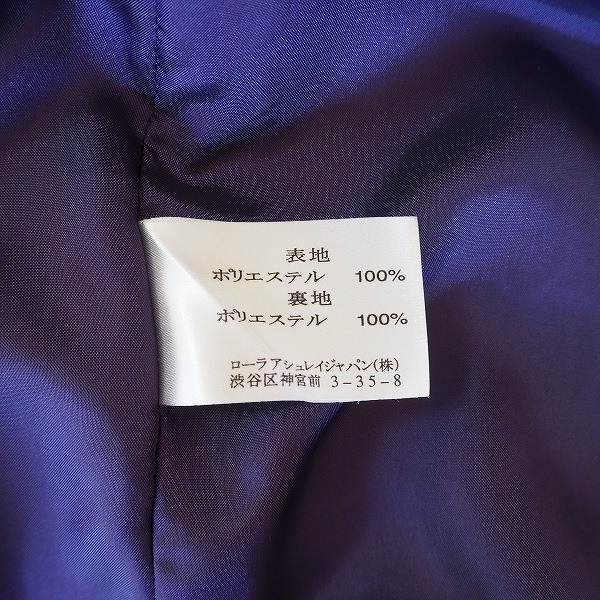 表地
ポリエステル 100%
裏地
ポリエステル 100%
ローラアシュレイジャパン(株)
渋谷区神宮前 3-35-8